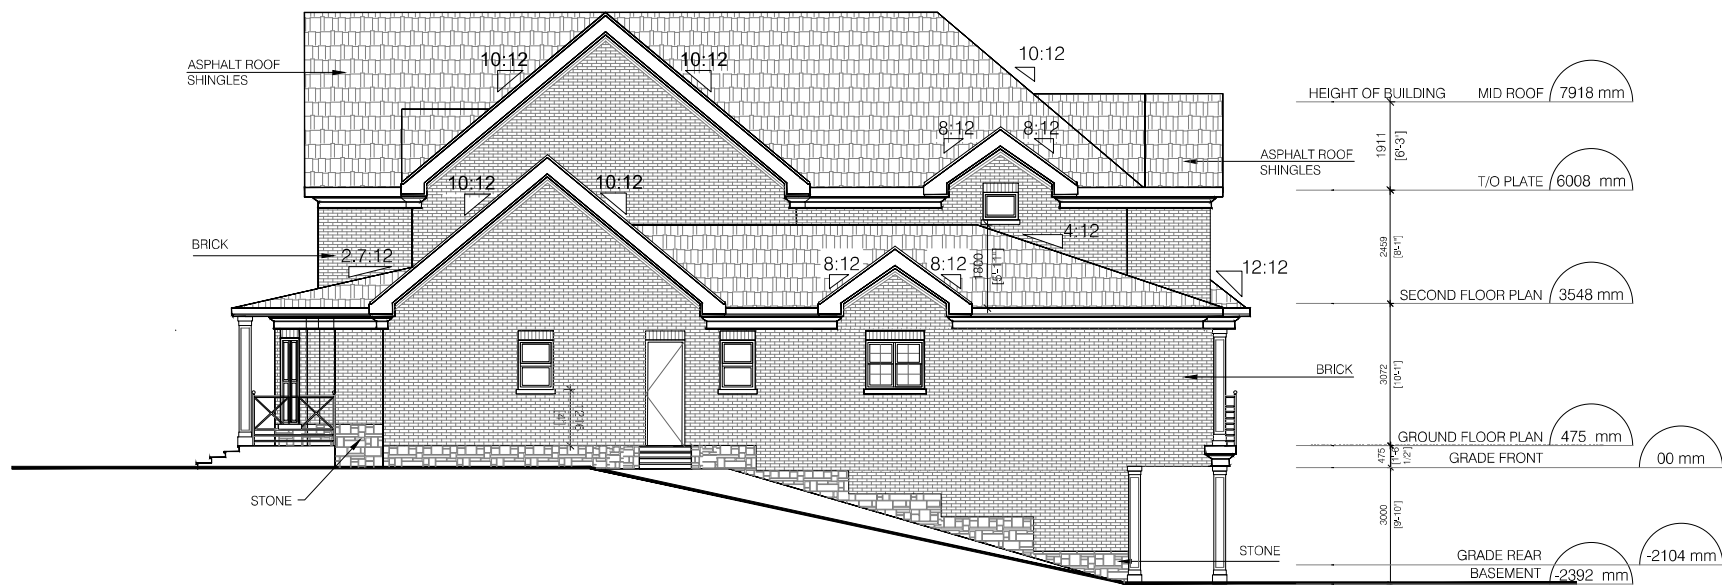 ASPHALT ROOF
SHINGLES
10:12
10:12
10:12
HEIGHT OF BUILDING
MID ROOF
7918 mm
8:12
8:12
1911
[6'-3"]
ASPHALT ROOF
SHINGLES
10:12
10:12
T/O PLATE
6008 mm
BRICK
2.7:12
4:12
2459
[8'-1"]
8:12
8:12
1800
[5'-11"]
12:12
SECOND FLOOR PLAN
3548 mm
BRICK
3072
[10'-1"]
1216
[4']
GROUND FLOOR PLAN
475 mm
475
[1'-6
1/2"]
GRADE FRONT
00 mm
STONE
3000
[9'-10"]
STONE
GRADE REAR
-2104 mm
BASEMENT
-2392 mm